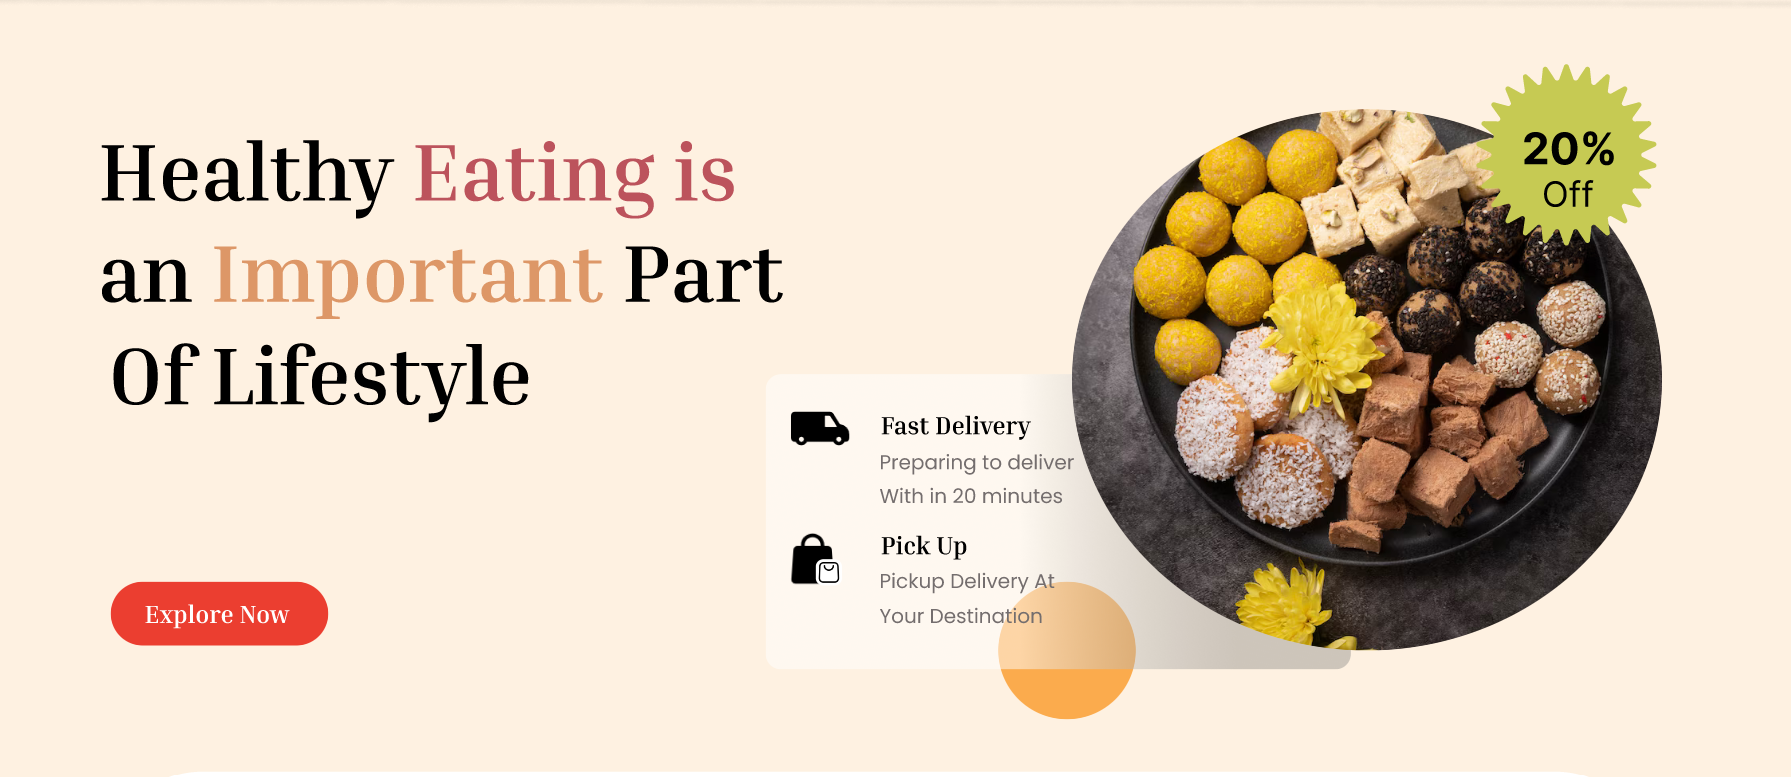 Healthy Eating is
an Important Part
Of Lifestyle
Explore Now
Fast Delivery
Preparing to deliver
With in 20 minutes
Pick Up
Pickup Delivery At
Your Destination
20%
Off